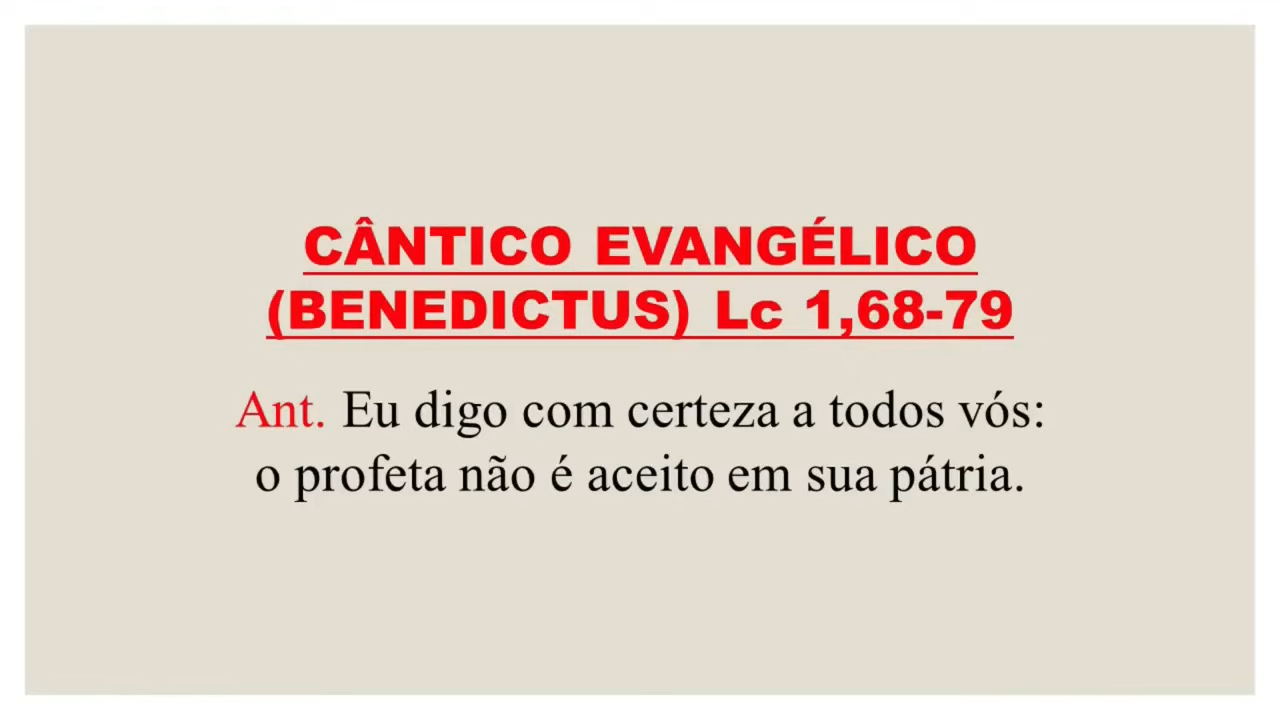 CÂNTICO EVANGÉLICO
(BENEDICTUS) Lc 1,68-79
Ant. Eu digo com certeza a todos vós:
o profeta não é aceito em sua pátria.